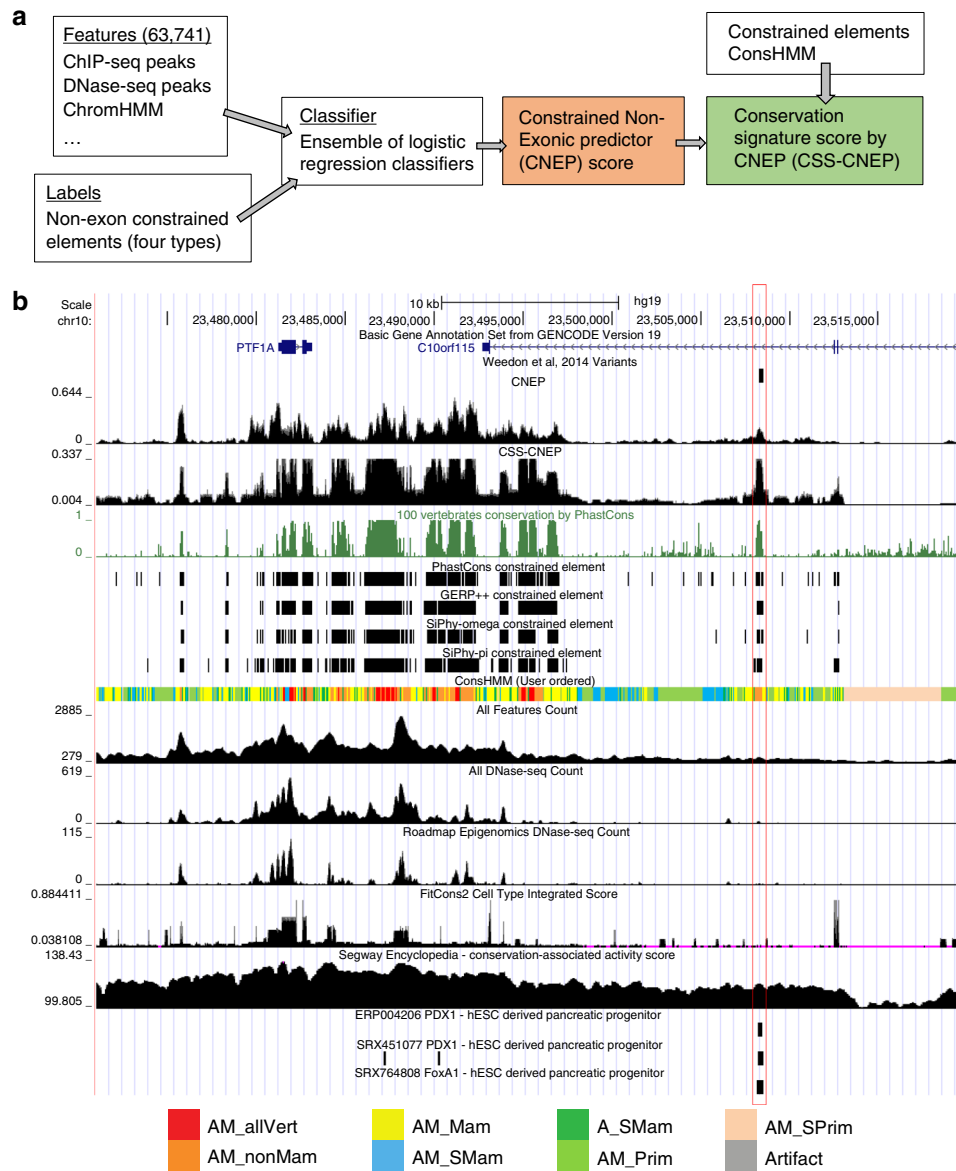 a
Features (63,741)
ChIP-seq peaks
DNase-seq peaks
ChromHMM
...
Labels
Non-exon constrained
elements (four types)
Classifier
Ensemble of logistic
regression classifiers
Constrained Non-
Exonic predictor
(CNEP) score
Constrained elements
ConsHMM
Conservation
signature score by
CNEP (CSS-CNEP)
b
Scale
10 kb
hg19
chr10:
23,480,000
23,485,000
23,490,000
23,495,000
23,500,000
23,505,000
23,510,000
23,515,000
Basic Gene Annotation Set from GENCODE Version 19
PTF1A
C10orf115
Weedon et al, 2014 Variants
CNEP
0.644 _
0 _
CSS-CNEP
0.337 _
0.004 _
100 vertebrates conservation by PhastCons
1 _
0 _
PhastCons constrained element
GERP++ constrained element
SiPhy-omega constrained element
SiPhy-pi constrained element
ConsHMM (User ordered)
2885 _
All Features Count
279 _
All DNase-seq Count
619 _
0 _
Roadmap Epigenomics DNase-seq Count
115 _
0 _
FitCons2 Cell Type Integrated Score
0.884411 _
0.038108 _
Segway Encyclopedia - conservation-associated activity score
138.43 _
99.805 _
ERP004206 PDX1 - hESC derived pancreatic progenitor
SRX451077 PDX1 - hESC derived pancreatic progenitor
SRX764808 FoxA1 - hESC derived pancreatic progenitor
AM_allVert
AM_Mam
A_SMam
AM_SPrim
AM_nonMam
AM_SMam
AM_Prim
Artifact